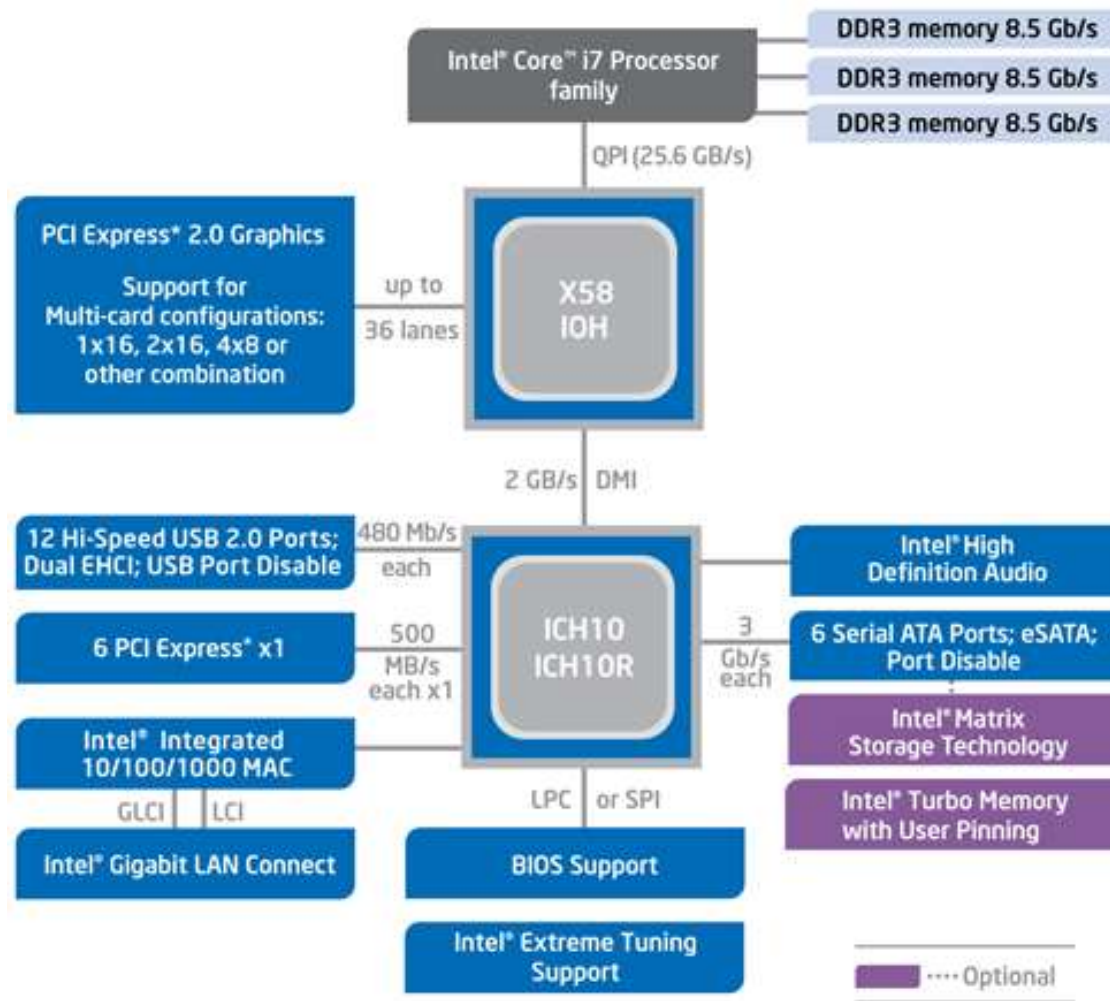 DDR3 memory 8.5 Gb/s
Intel® Core™ i7 Processor
family
DDR3 memory 8.5 Gb/s
DDR3 memory 8.5 Gb/s
QPI (25.6 GB/s)
PCI Express* 2.0 Graphics
Support for
Multi-card configurations:
1x16, 2x16, 4x8 or
other combination
up to
36 lanes
X58
IOH
2 GB/s DMI
12 Hi-Speed USB 2.0 Ports;
Dual EHCI; USB Port Disable
480 Mb/s
each
Intel® High
Definition Audio
6 PCI Express* x1
500
MB/s
each x1
ICH10
ICH10R
3
Gb/s
each
6 Serial ATA Ports; eSATA;
Port Disable
Intel® Matrix
Storage Technology
Intel® Integrated
10/100/1000 MAC
GLCI LCI
LPC or SPI
Intel® Turbo Memory
with User Pinning
Intel® Gigabit LAN Connect
BIOS Support
Intel® Extreme Tuning
Support
Optional